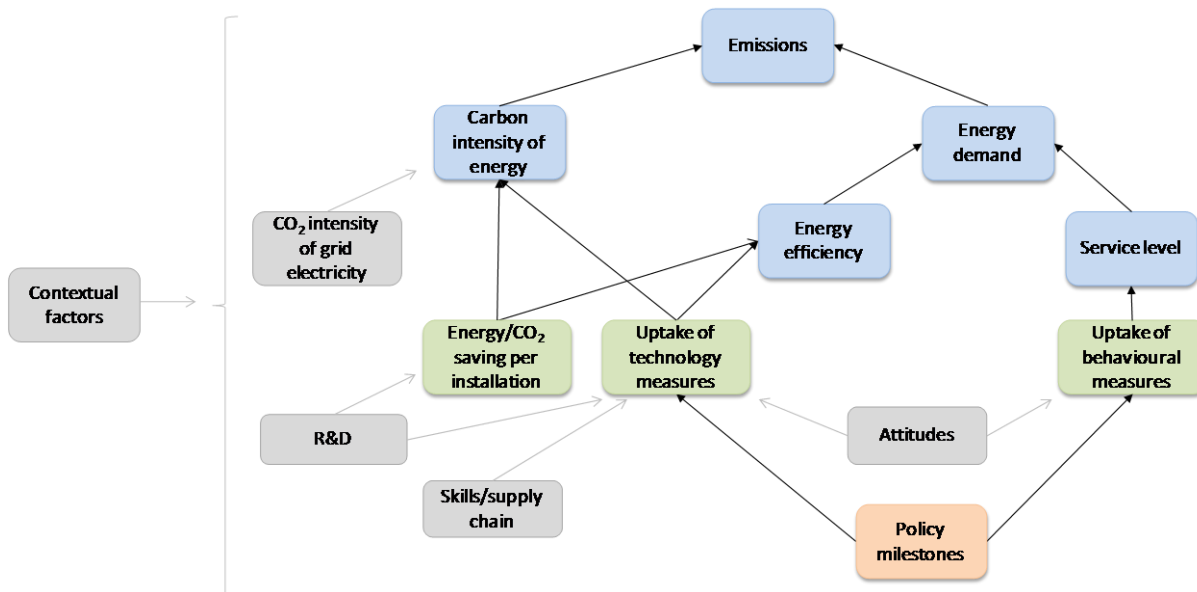 Emissions
Carbon
intensity of
energy
Energy
demand
CO₂ intensity
of grid
electricity
Energy
efficiency
Service level
Contextual
factors
Energy/CO₂
saving per
installation
Uptake of
technology
measures
Uptake of
behavioural
measures
R&D
Attitudes
Skills/supply
chain
Policy
milestones